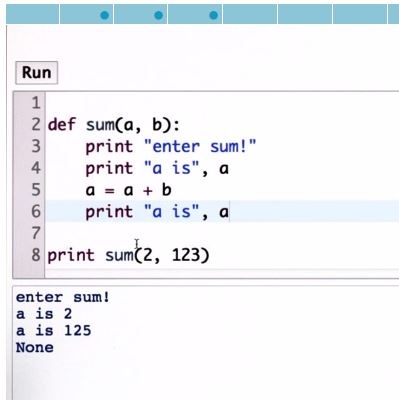 Run
1
2 def sum(a, b):
3     print "enter sum!"
4     print "a is", a
5     a = a + b
6     print "a is", a
7
8 print sum(2, 123)
enter sum!
a is 2
a is 125
None